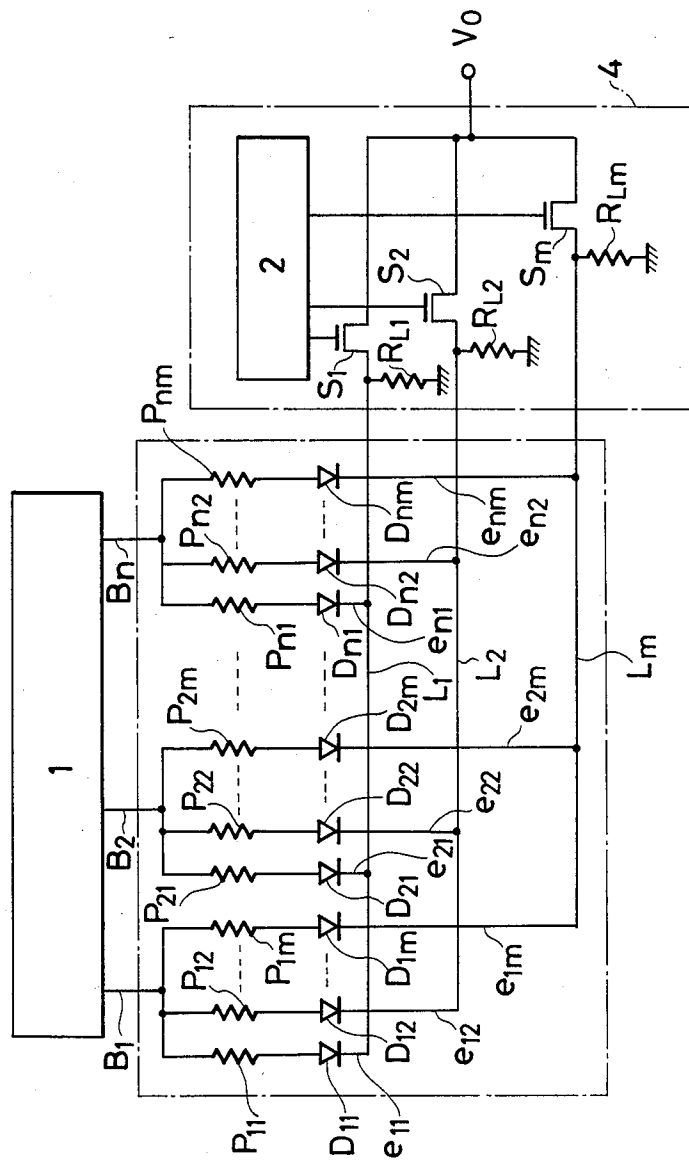 1
B1
B2
Bn
P11
P12
P1m
P21
P22
P2m
Pn1
Pn2
Pnm
D11
D12
D1m
D21
D22
D2m
Dn1
Dn2
Dnm
e11
e12
e1m
e21
e22
e2m
en1
en2
enm
L1
L2
Lm
2
S1
S2
Sm
RL1
RL2
RLm
Vo
4